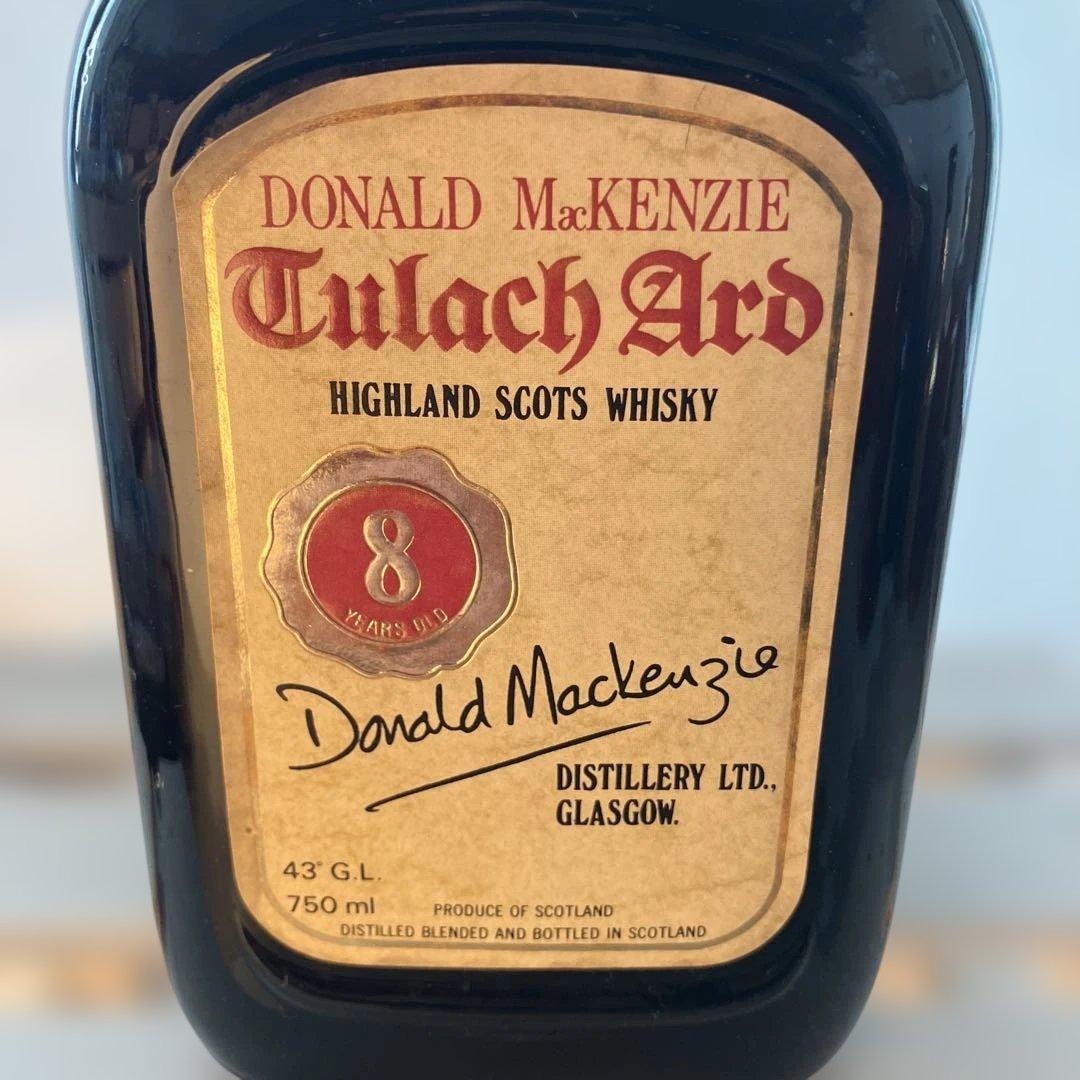 DONALD MacKENZIE
Tulach Ard
HIGHLAND SCOTS WHISKY
8
YEARS OLD
Donald Mackenzie
DISTILLERY LTD.,
GLASGOW.
43° G.L.
750 ml
PRODUCE OF SCOTLAND
DISTILLED BLENDED AND BOTTLED IN SCOTLAND